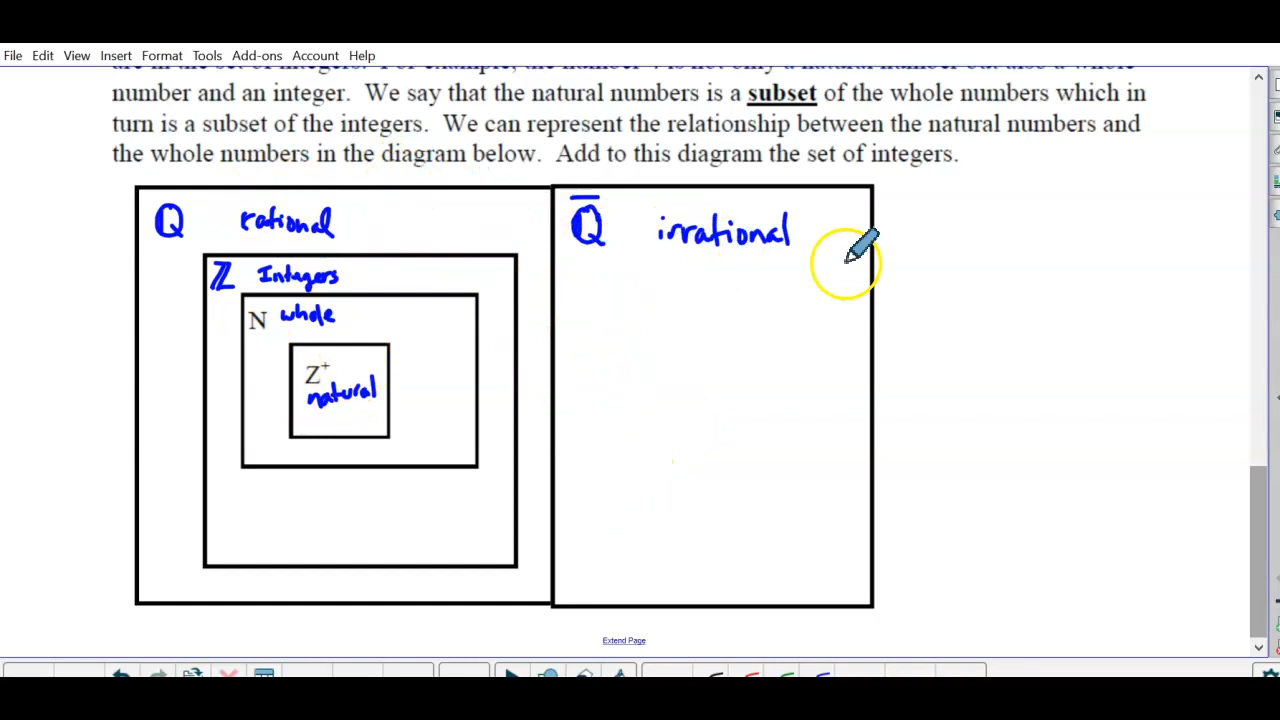 File Edit View Insert Format Tools Add-ons Account Help
number and an integer. We say that the natural numbers is a subset of the whole numbers which in
turn is a subset of the integers. We can represent the relationship between the natural numbers and
the whole numbers in the diagram below. Add to this diagram the set of integers.
Q rational
Q̅ irrational
ℤ Integers
N whole
Z⁺
natural
Extend Page